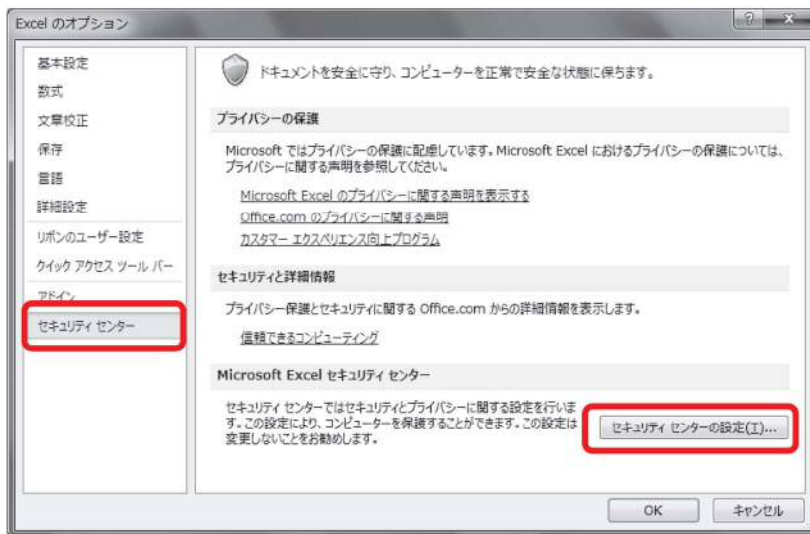 Excel のオプション
基本設定
数式
文章校正
保存
言語
詳細設定
リボンのユーザー設定
クイック アクセス ツール バー
アドイン
セキュリティ センター
ドキュメントを安全に守り、コンピューターを正常で安全な状態に保ちます。
プライバシーの保護
Microsoft ではプライバシーの保護に配慮しています。Microsoft Excel におけるプライバシーの保護については、
プライバシーに関する声明を参照してください。
Microsoft Excel のプライバシーに関する声明を表示する
Office.com のプライバシーに関する声明
カスタマー エクスペリエンス向上プログラム
セキュリティと詳細情報
プライバシー保護とセキュリティに関する Office.com からの詳細情報を表示します。
信頼できるコンピューティング
Microsoft Excel セキュリティ センター
セキュリティ センターではセキュリティとプライバシーに関する設定を行いま
す。この設定により、コンピューターを保護することができます。この設定は
変更しないことをお勧めします。
セキュリティ センターの設定(T)...
OK
キャンセル